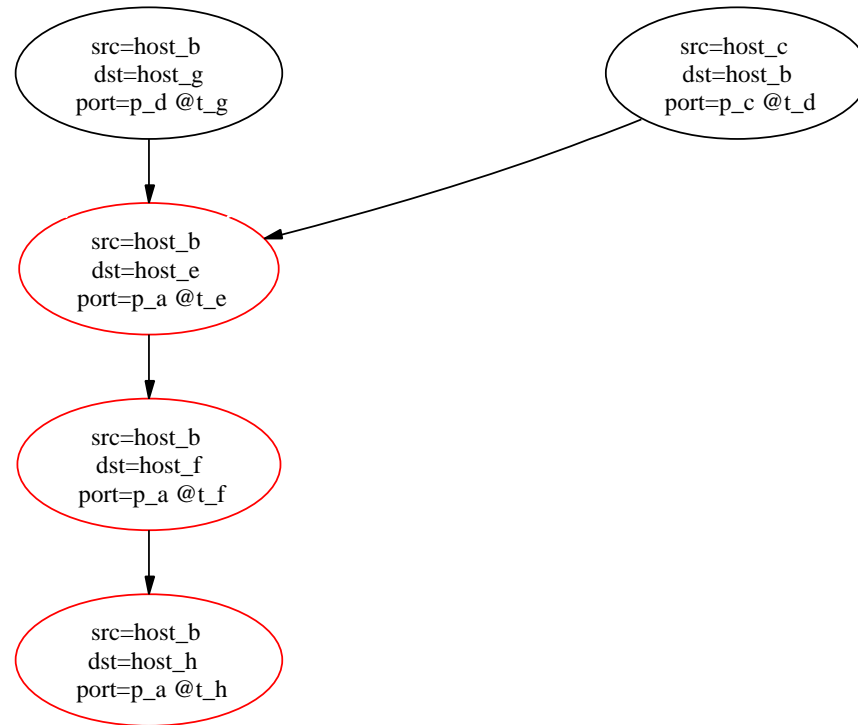 src=host_b
dst=host_g
port=p_d @t_g
src=host_c
dst=host_b
port=p_c @t_d
src=host_b
dst=host_e
port=p_a @t_e
src=host_b
dst=host_f
port=p_a @t_f
src=host_b
dst=host_h
port=p_a @t_h